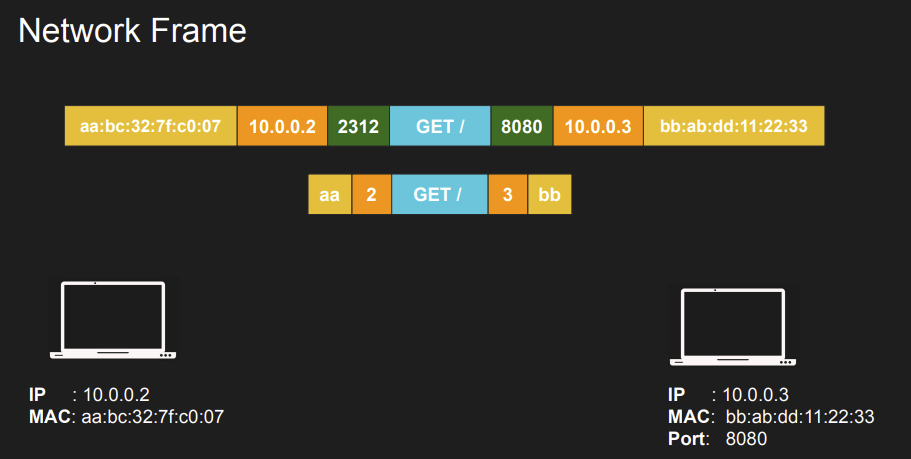 Network Frame
aa:bc:32:7f:c0:07 10.0.0.2 2312 GET / 8080 10.0.0.3 bb:ab:dd:11:22:33
aa 2 GET / 3 bb
IP : 10.0.0.2
MAC: aa:bc:32:7f:c0:07
IP : 10.0.0.3
MAC: bb:ab:dd:11:22:33
Port: 8080